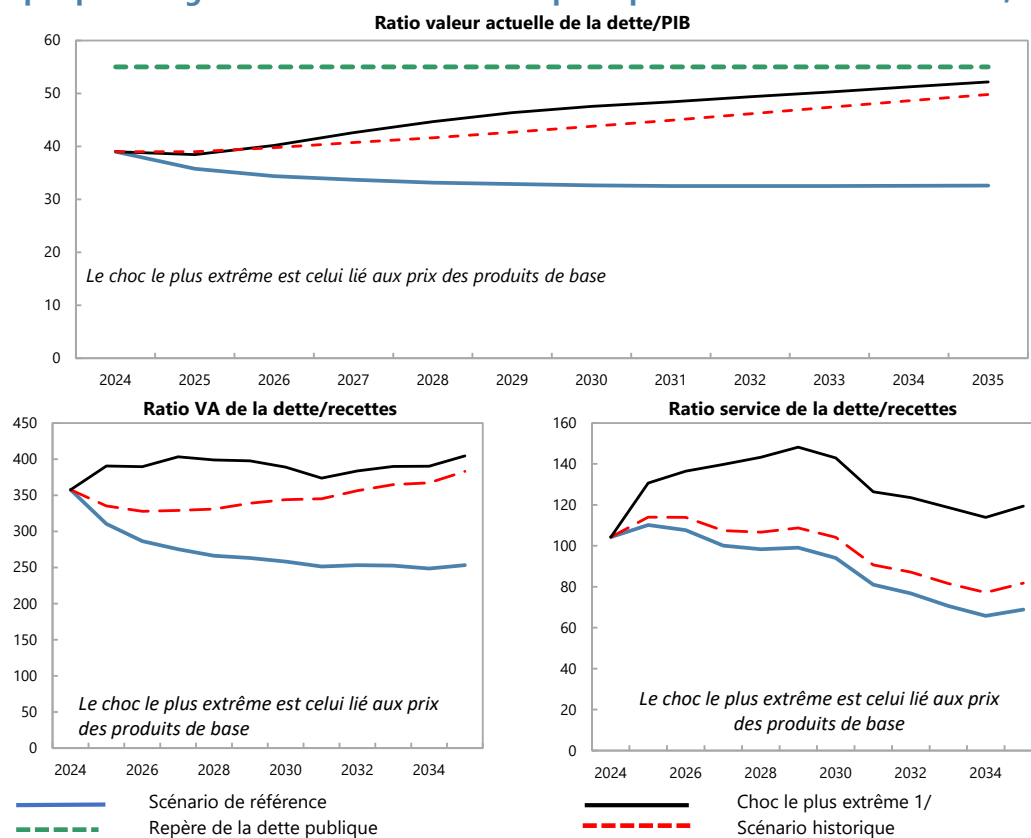 Ratio valeur actuelle de la dette/PIB
60
50
40
30
20
10
0
Le choc le plus extrême est celui lié aux prix des produits de base
2024 2025 2026 2027 2028 2029 2030 2031 2032 2033 2034 2035
Ratio VA de la dette/recettes
450
400
350
300
250
200
150
100
50
0
Le choc le plus extrême est celui lié aux prix
des produits de base
2024 2026 2028 2030 2032 2034
Ratio service de la dette/recettes
160
140
120
100
80
60
40
20
0
Le choc le plus extrême est celui lié aux prix
des produits de base
2024 2026 2028 2030 2032 2034
Scénario de référence
Repère de la dette publique
Choc le plus extrême 1/
Scénario historique